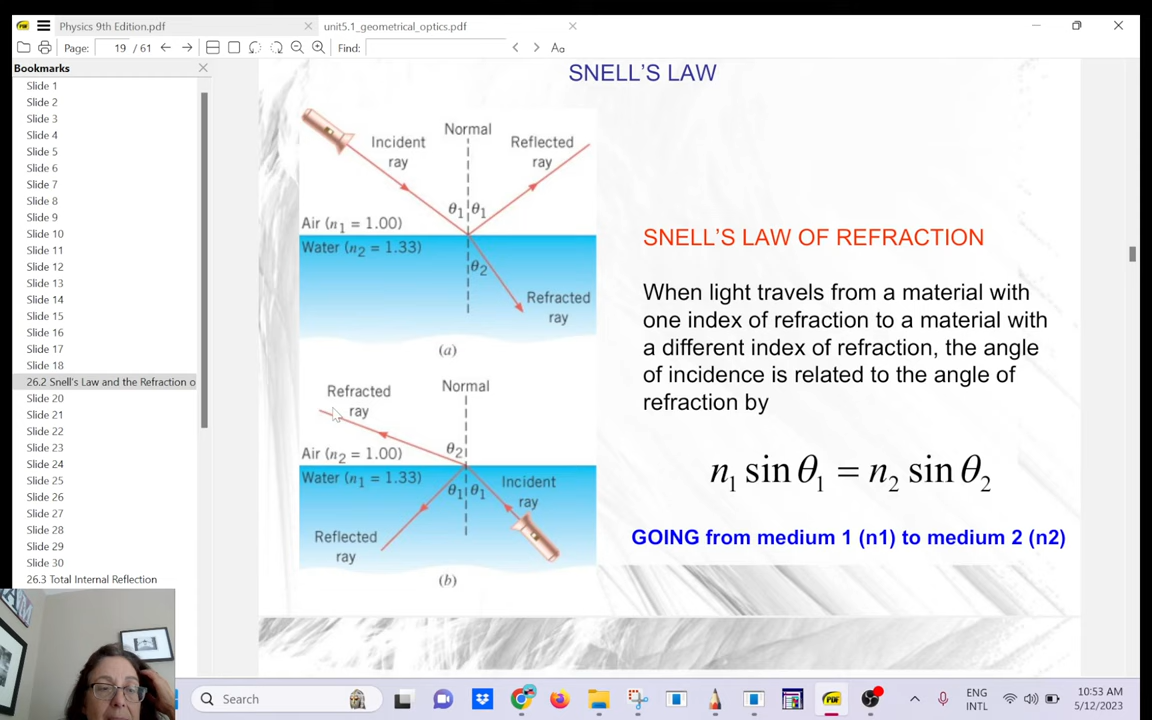 Physics 9th Edition.pdf
unit5.1_geometrical_optics.pdf
Page: 19 / 61
Find:
Aa
Bookmarks
Slide 1
Slide 2
Slide 3
Slide 4
Slide 5
Slide 6
Slide 7
Slide 8
Slide 9
Slide 10
Slide 11
Slide 12
Slide 13
Slide 14
Slide 15
Slide 16
Slide 17
Slide 18
26.2 Snell's Law and the Refraction o
Slide 20
Slide 21
Slide 22
Slide 23
Slide 24
Slide 25
Slide 26
Slide 27
Slide 28
Slide 29
Slide 30
26.3 Total Internal Reflection
SNELL'S LAW
Incident
ray
Normal
Reflected
ray
θ1 θ1
Air (n1 = 1.00)
Water (n2 = 1.33)
θ2
Refracted
ray
(a)
Refracted
ray
Normal
θ2
Air (n2 = 1.00)
Water (n1 = 1.33)
θ1 θ1
Incident
ray
Reflected
ray
(b)
SNELL'S LAW OF REFRACTION
When light travels from a material with
one index of refraction to a material with
a different index of refraction, the angle
of incidence is related to the angle of
refraction by
n1 sin θ1 = n2 sin θ2
GOING from medium 1 (n1) to medium 2 (n2)
Search
ENG
INTL
10:53 AM
5/12/2023